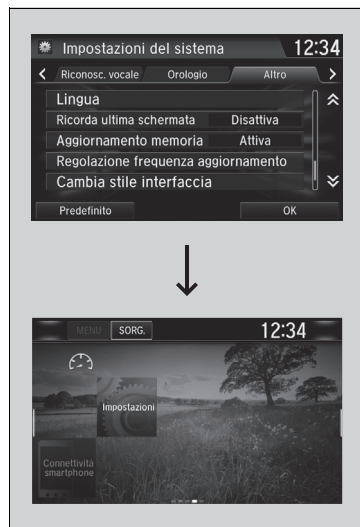 Impostazioni del sistema 12:34
Riconosc. vocale Orologio Altro
Lingua
Ricorda ultima schermata Disattiva
Aggiornamento memoria Attiva
Regolazione frequenza aggiornamento
Cambia stile interfaccia
Predefinito OK
MENU SORG. 12:34
Impostazioni
Connettività
smartphone